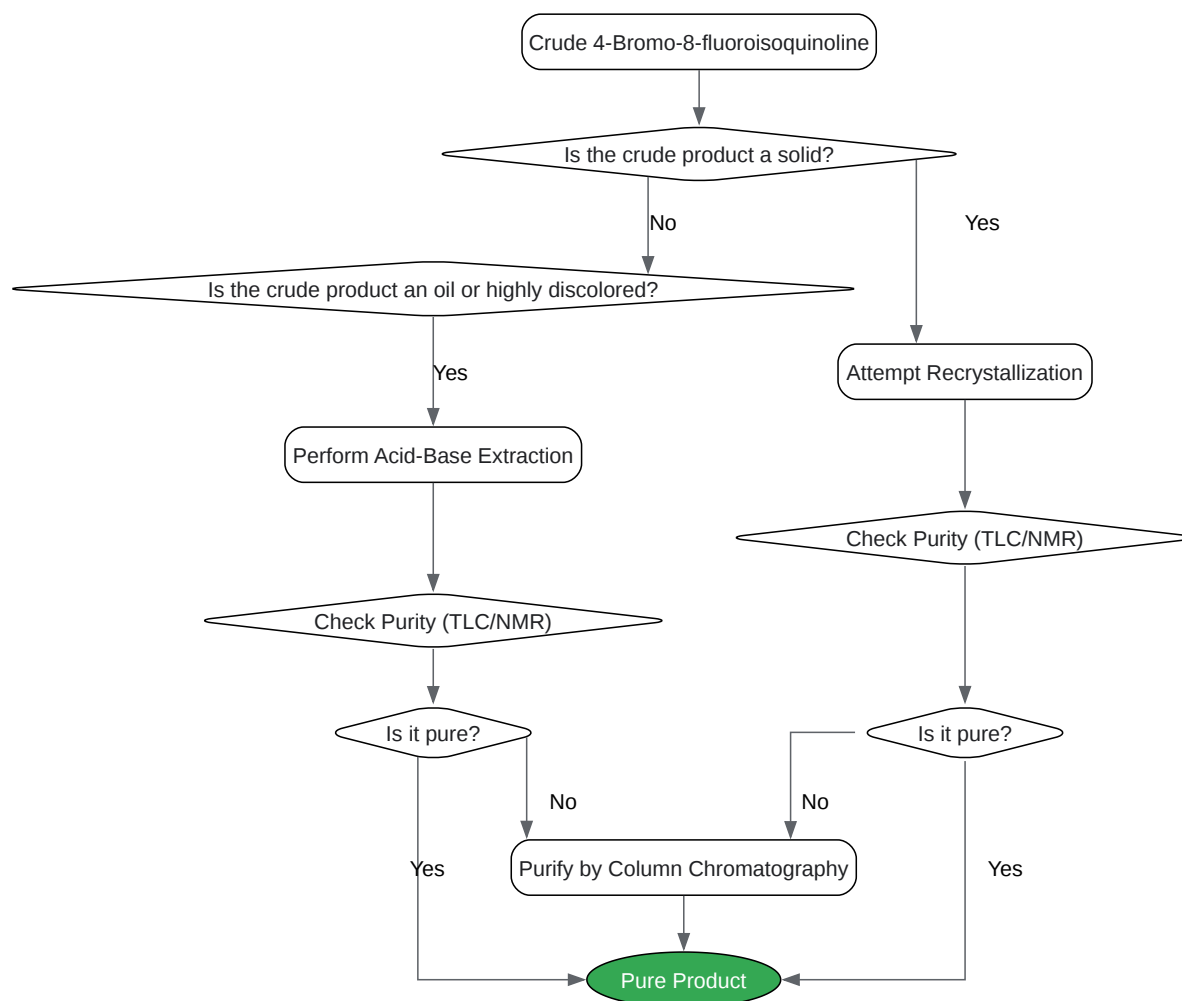 Crude 4-Bromo-8-fluoroisoquinoline
Is the crude product a solid?
No
Yes
Is the crude product an oil or highly discolored?
Yes
Attempt Recrystallization
Perform Acid-Base Extraction
Check Purity (TLC/NMR)
Check Purity (TLC/NMR)
Is it pure?
Is it pure?
No
No
Yes
Purify by Column Chromatography
Yes
Pure Product